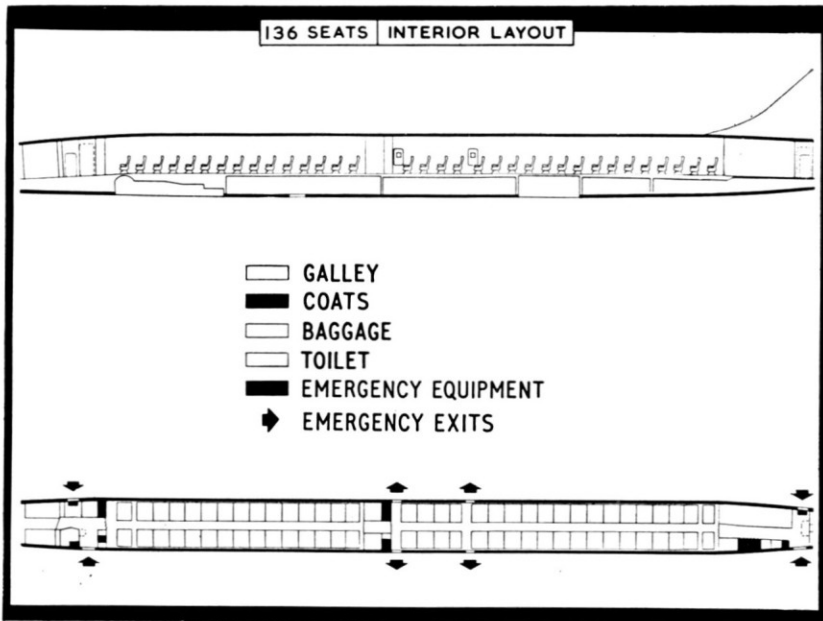 136 SEATS INTERIOR LAYOUT
GALLEY
COATS
BAGGAGE
TOILET
EMERGENCY EQUIPMENT
EMERGENCY EXITS